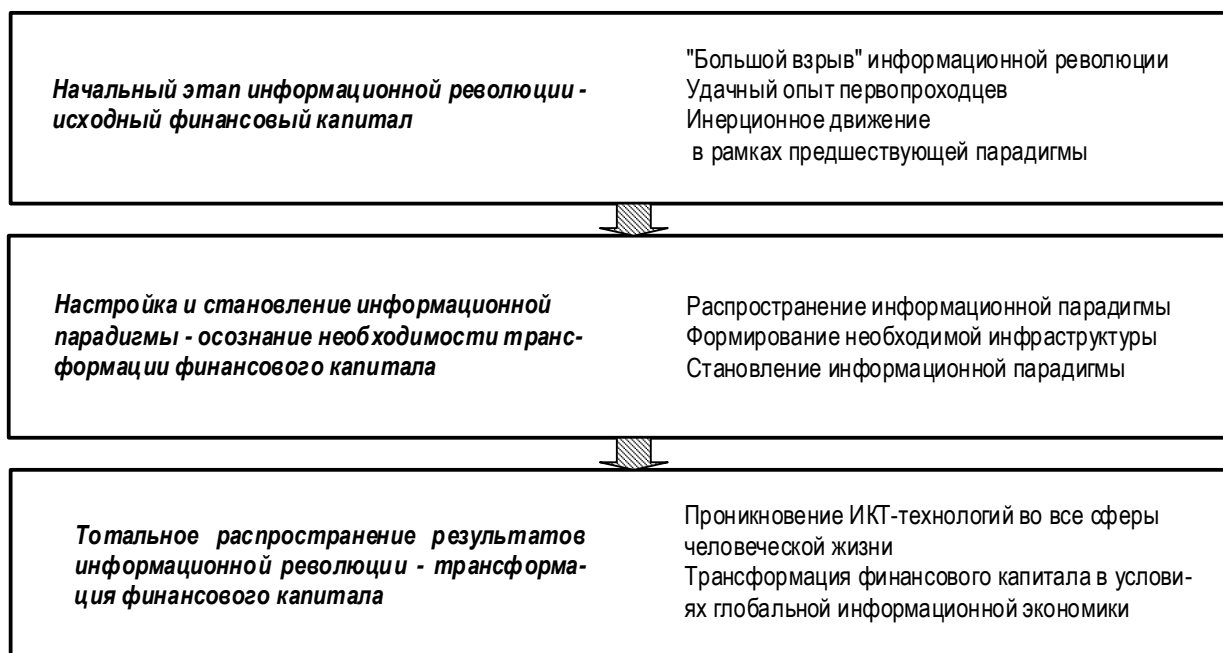 Начальный этап информационной революции -
исходный финансовый капитал
"Большой взрыв" информационной революции
Удачный опыт первопроходцев
Инерционное движение
в рамках предшествующей парадигмы
Настройка и становление информационной
парадигмы - осознание необходимости транс-
формации финансового капитала
Распространение информационной парадигмы
Формирование необходимой инфраструктуры
Становление информационной парадигмы
Тотальное распространение результатов
информационной революции - трансформа-
ция финансового капитала
Проникновение ИКТ-технологий во все сферы
человеческой жизни
Трансформация финансового капитала в услови-
ях глобальной информационной экономики